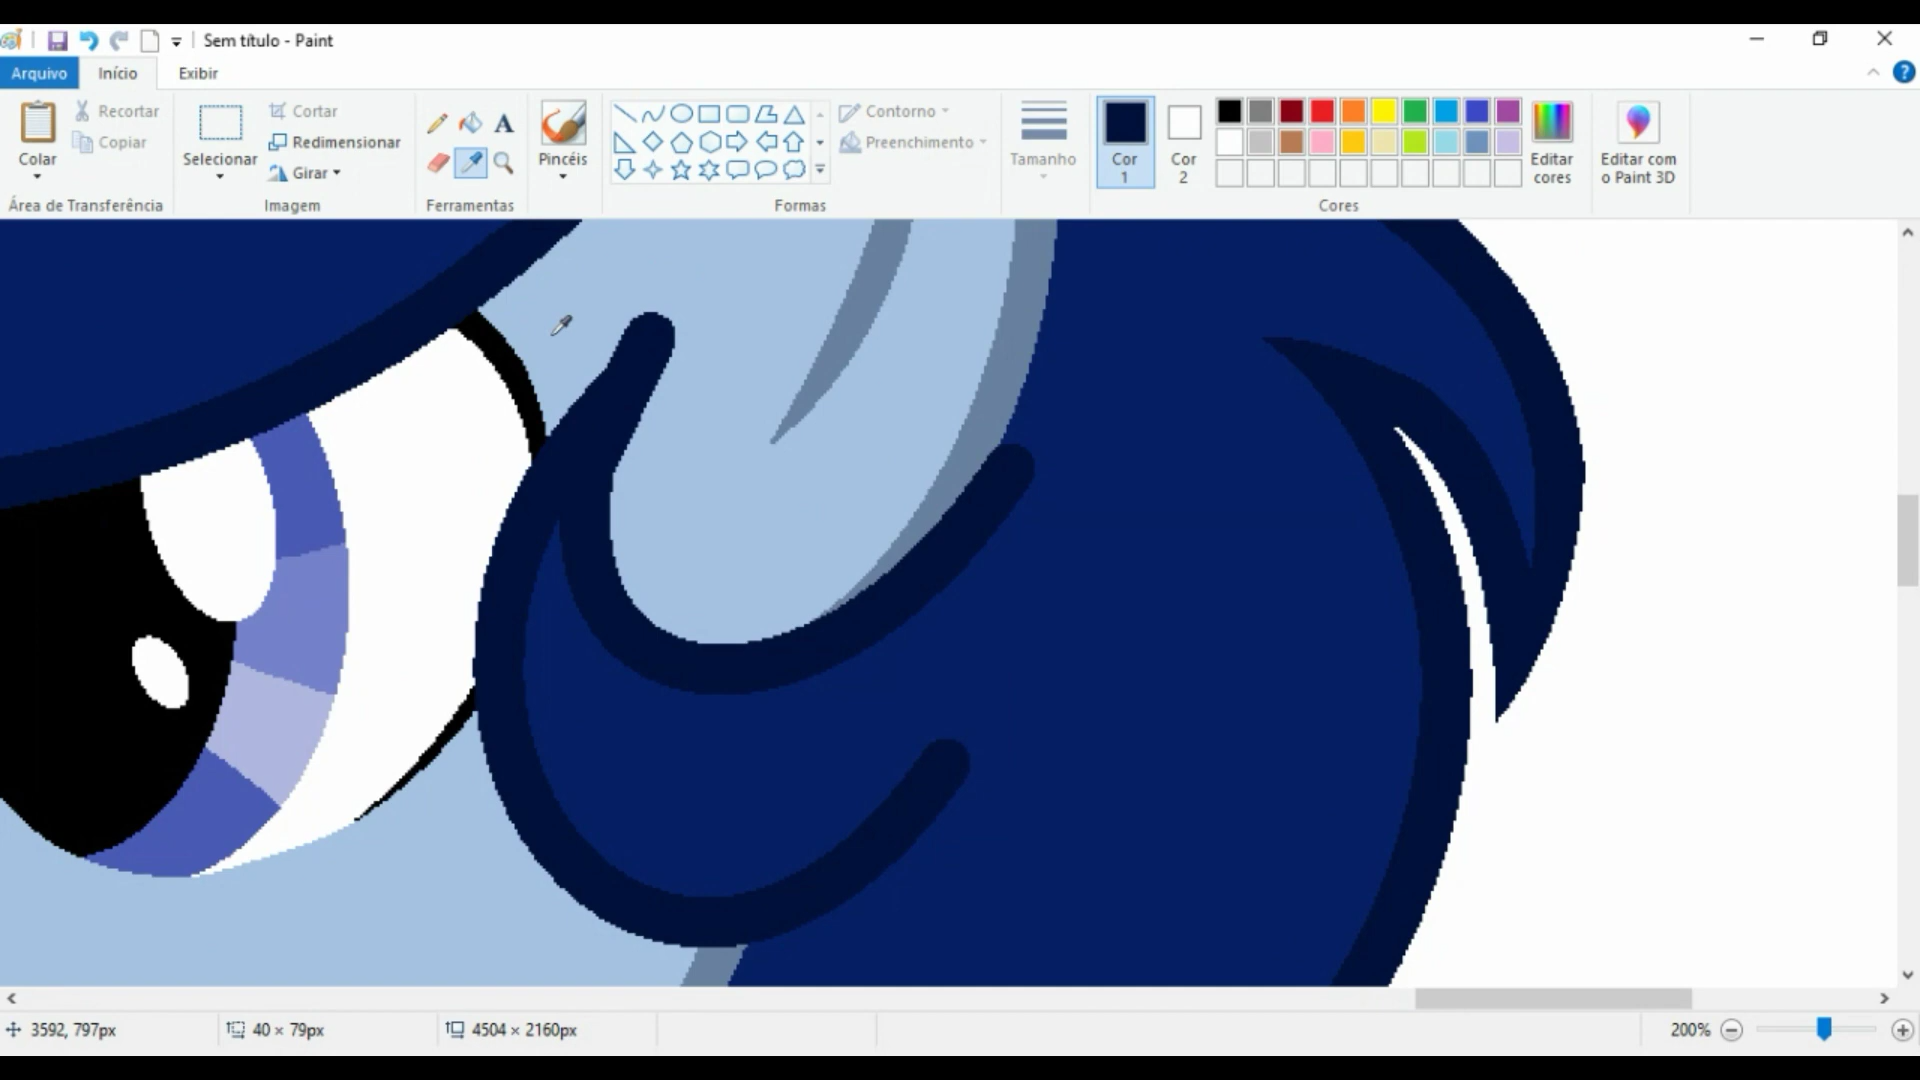 Sem título - Paint
Arquivo
Início
Exibir
Colar
Recortar
Copiar
Área de Transferência
Selecionar
Cortar
Redimensionar
Girar
Imagem
A
Ferramentas
Pincéis
Contorno
Preenchimento
Formas
Tamanho
Cor
1
Cor
2
Editar
cores
Cores
Editar com
o Paint 3D
3592, 797px
40 × 79px
4504 × 2160px
200%